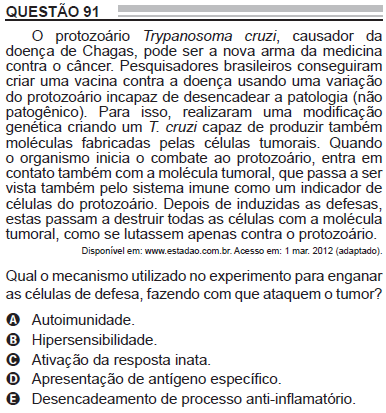 QUESTÃO 91
O protozoário Trypanosoma cruzi, causador da
doença de Chagas, pode ser a nova arma da medicina
contra o câncer. Pesquisadores brasileiros conseguiram
criar uma vacina contra a doença usando uma variação
do protozoário incapaz de desencadear a patologia (não
patogênico). Para isso, realizaram uma modificação
genética criando um T. cruzi capaz de produzir também
moléculas fabricadas pelas células tumorais. Quando
o organismo inicia o combate ao protozoário, entra em
contato também com a molécula tumoral, que passa a ser
vista também pelo sistema imune como um indicador de
células do protozoário. Depois de induzidas as defesas,
estas passam a destruir todas as células com a molécula
tumoral, como se lutassem apenas contra o protozoário.
Disponível em: www.estadao.com.br. Acesso em: 1 mar. 2012 (adaptado).
Qual o mecanismo utilizado no experimento para enganar
as células de defesa, fazendo com que ataquem o tumor?
A Autoimunidade.
B Hipersensibilidade.
C Ativação da resposta inata.
D Apresentação de antígeno específico.
E Desencadeamento de processo anti-inflamatório.